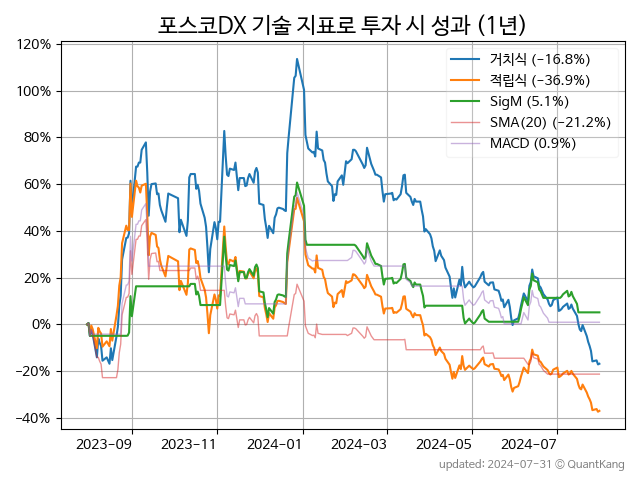 포스코DX 기술 지표로 투자 시 성과 (1년)
120%
100%
80%
60%
40%
20%
0%
−20%
−40%
거치식 (−16.8%)
적립식 (−36.9%)
SigM (5.1%)
SMA(20) (−21.2%)
MACD (0.9%)
2023-09
2023-11
2024-01
2024-03
2024-05
2024-07
updated: 2024-07-31 © QuantKang